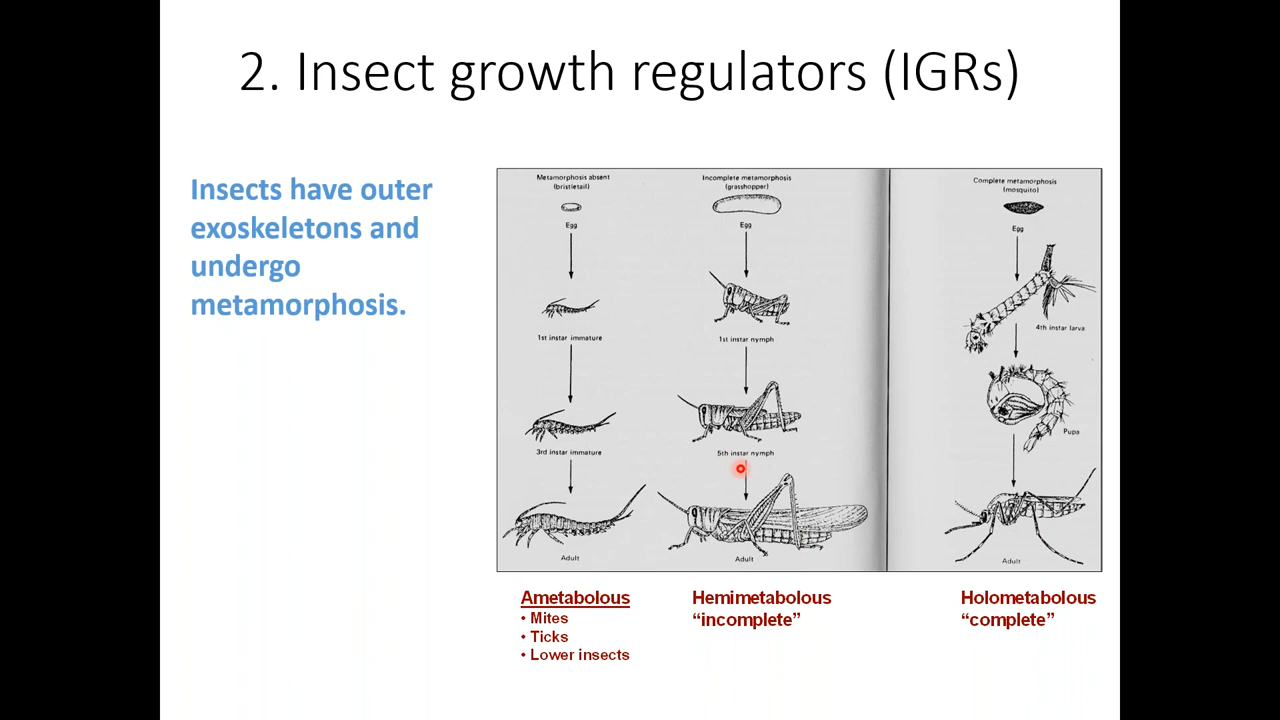 2. Insect growth regulators (IGRs)
Insects have outer
exoskeletons and
undergo
metamorphosis.
Metamorphosis absent
(bristletail)
Egg
1st instar immature
3rd instar immature
Adult
Incomplete metamorphosis
(grasshopper)
Egg
1st instar nymph
5th instar nymph
Adult
Complete metamorphosis
(mosquito)
Egg
4th instar larva
Pupa
Adult
Ametabolous
• Mites
• Ticks
• Lower insects
Hemimetabolous
“incomplete”
Holometabolous
“complete”